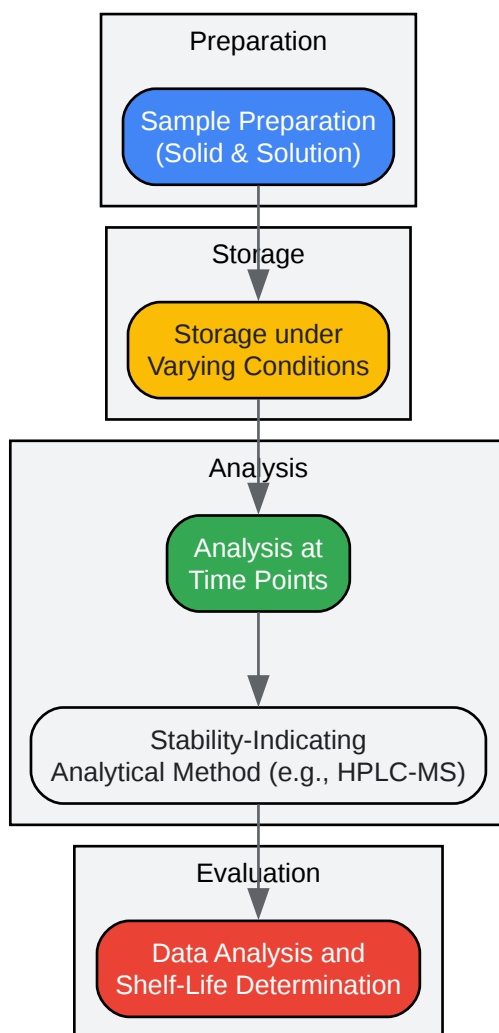 Preparation
Sample Preparation
(Solid & Solution)
Storage
Storage under
Varying Conditions
Analysis
Analysis at
Time Points
Stability-Indicating
Analytical Method (e.g., HPLC-MS)
Evaluation
Data Analysis and
Shelf-Life Determination